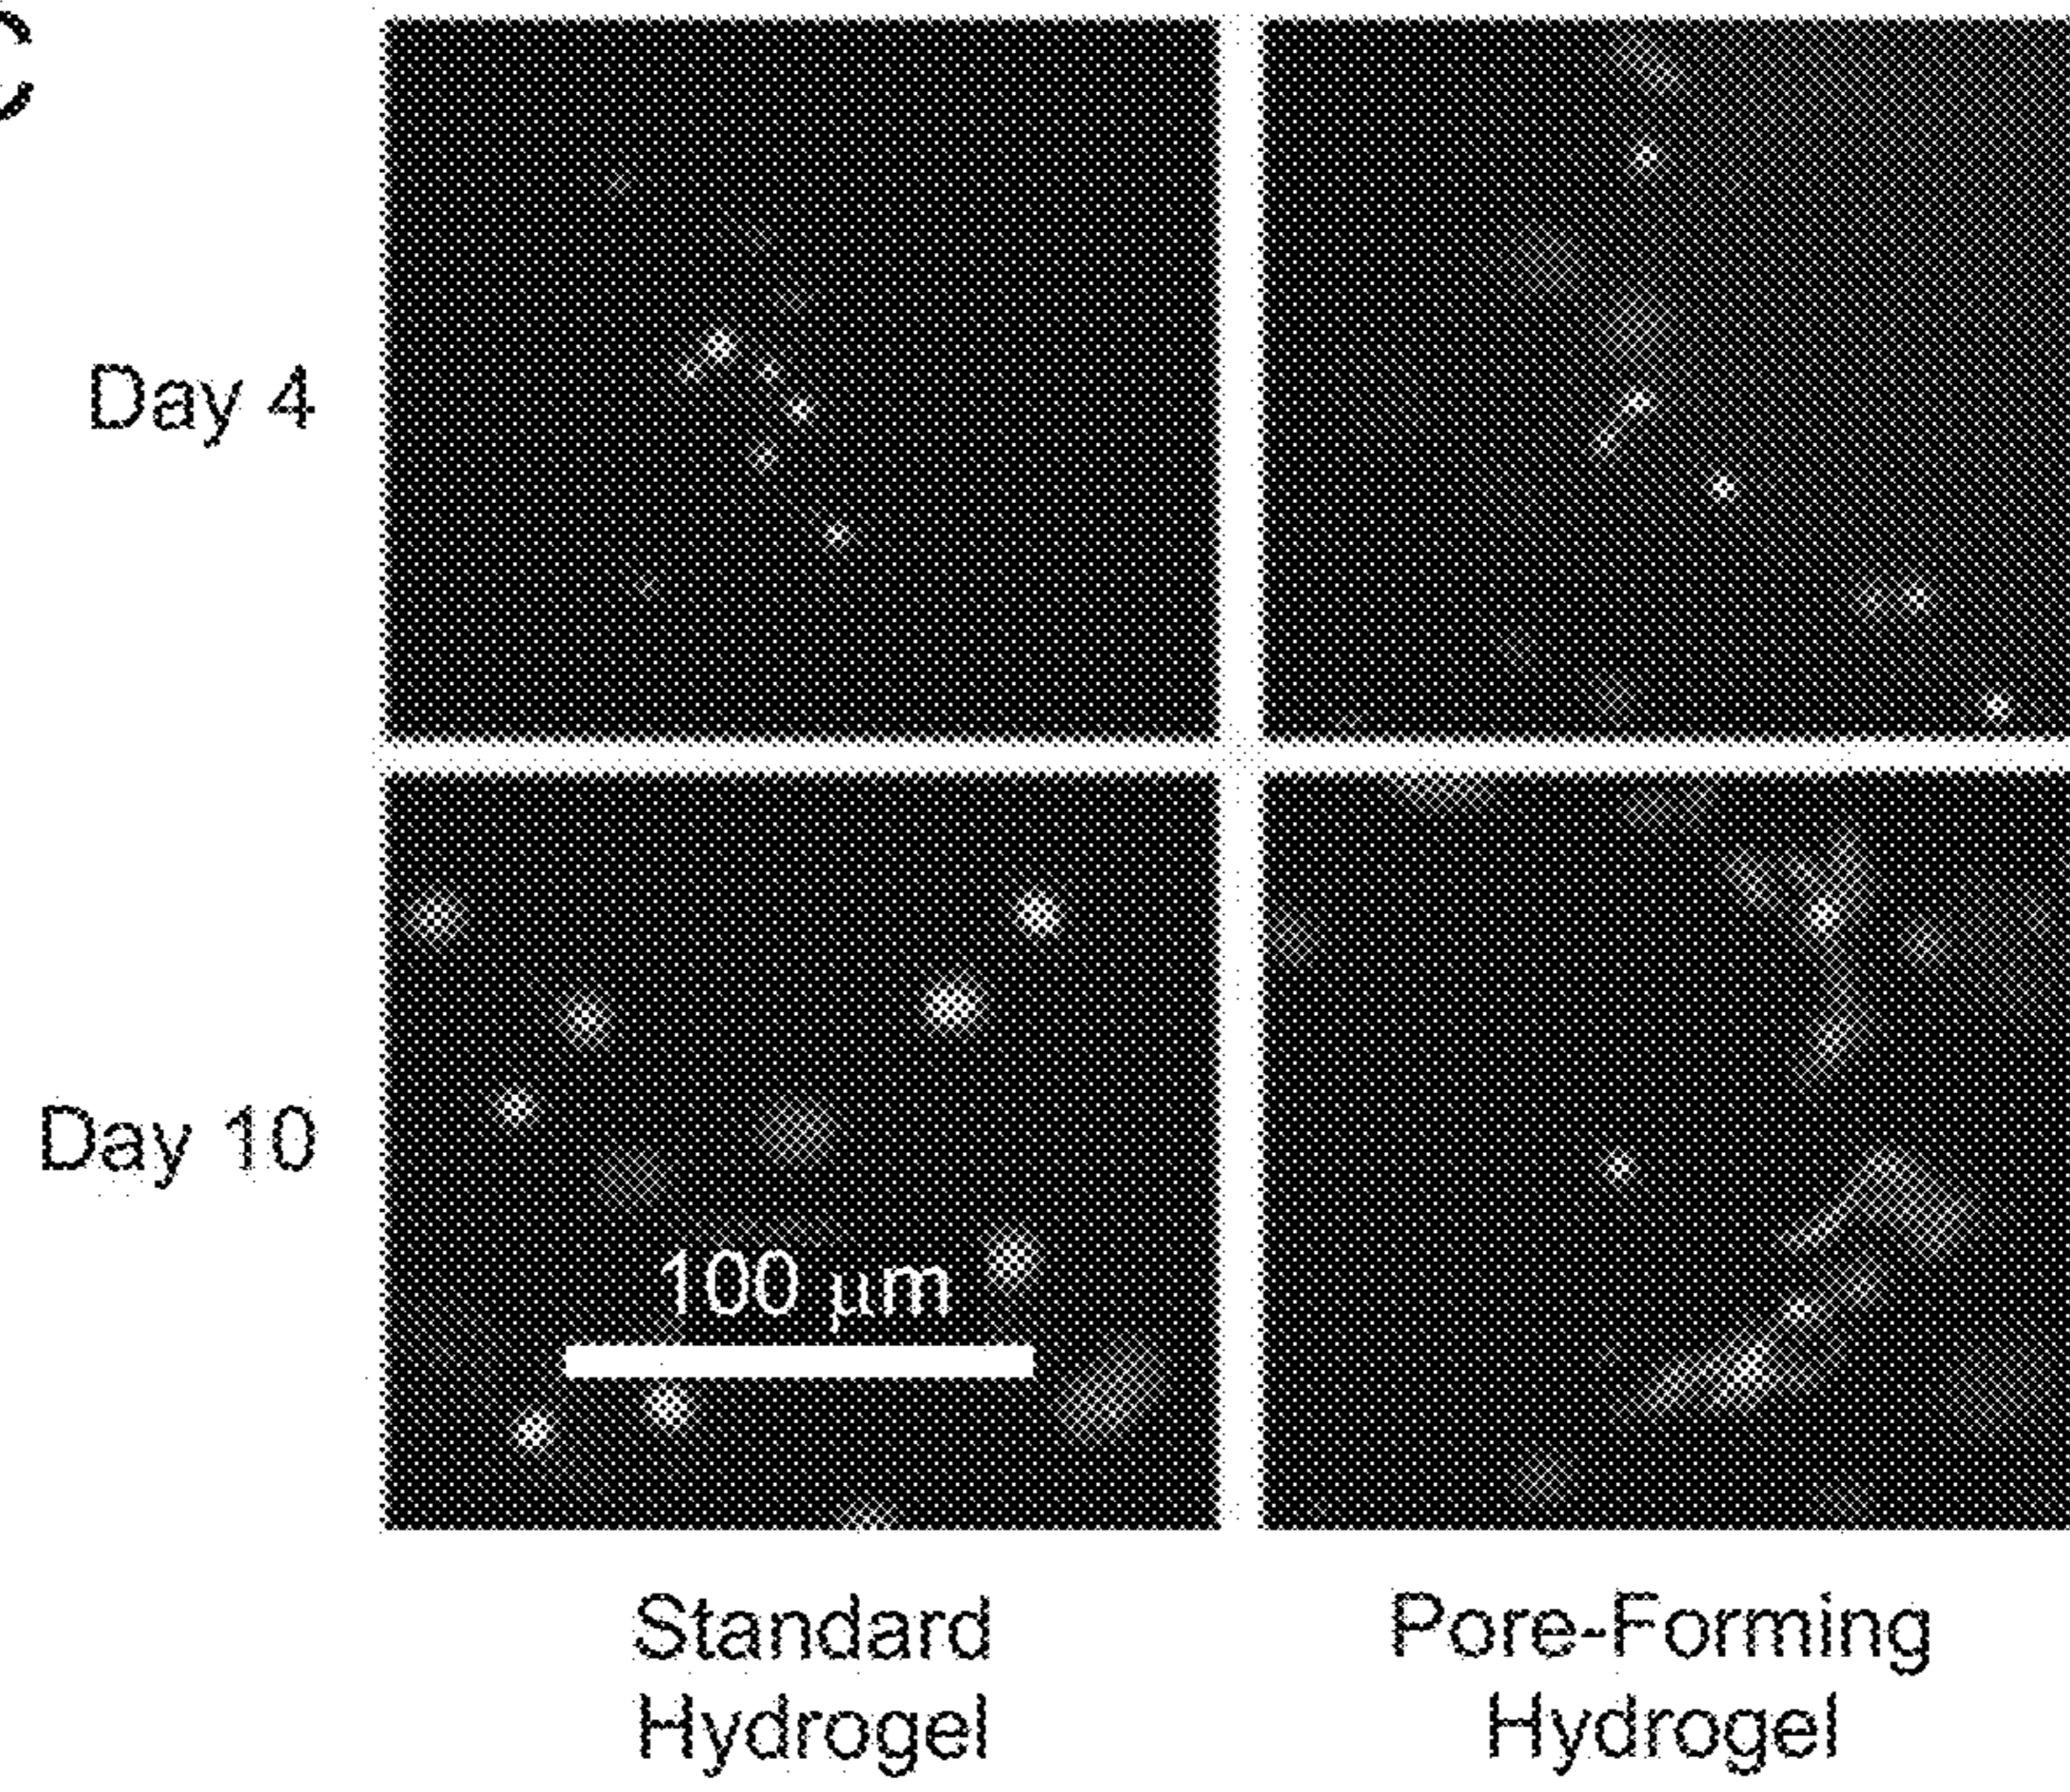 C
Day 4
Day 10
100 μm
Standard
Hydrogel
Pore-Forming
Hydrogel